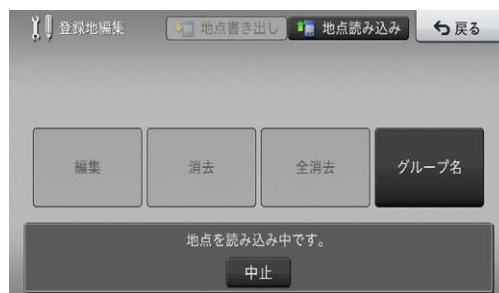 登録地編集
地点書き出し
地点読み込み
戻る
編集
消去
全消去
グループ名
地点を読み込み中です。
中止